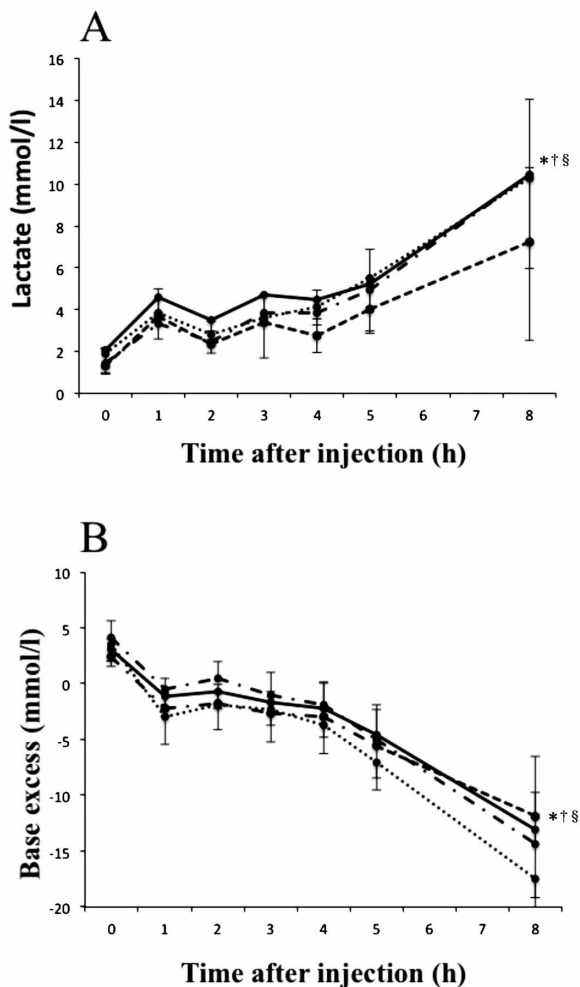 A
Lactate (mmol/l)
16
14
12
10
8
6
4
2
0
*†§
0 1 2 3 4 5 6 7 8
Time after injection (h)
B
Base excess (mmol/l)
10
5
0
-5
-10
-15
-20
*†§
0 1 2 3 4 5 6 7 8
Time after injection (h)